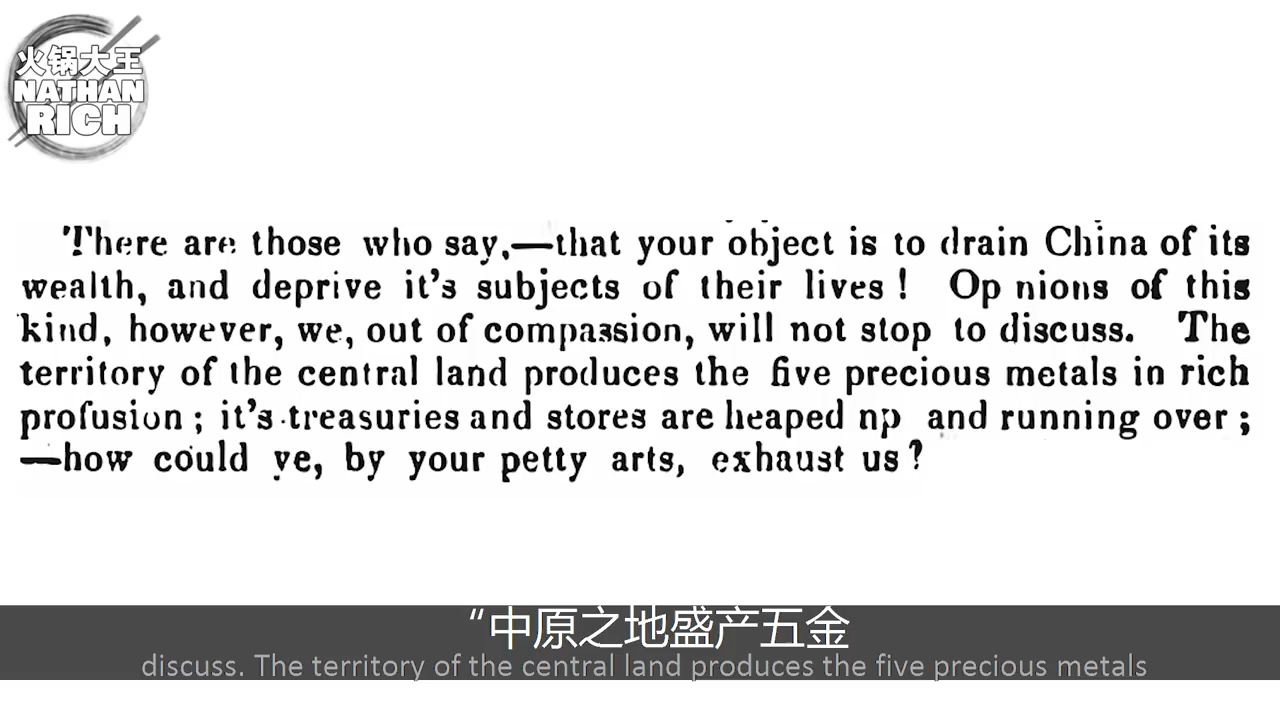 火锅大王
NATHAN
RICH
There are those who say,—that your object is to drain China of its
wealth, and deprive it's subjects of their lives! Op nions of this
kind, however, we, out of compassion, will not stop to discuss. The
territory of the central land produces the five precious metals in rich
profusion; it's treasuries and stores are heaped np and running over;
—how could ye, by your petty arts, exhaust us?
“中原之地盛产五金
discuss. The territory of the central land produces the five precious metals